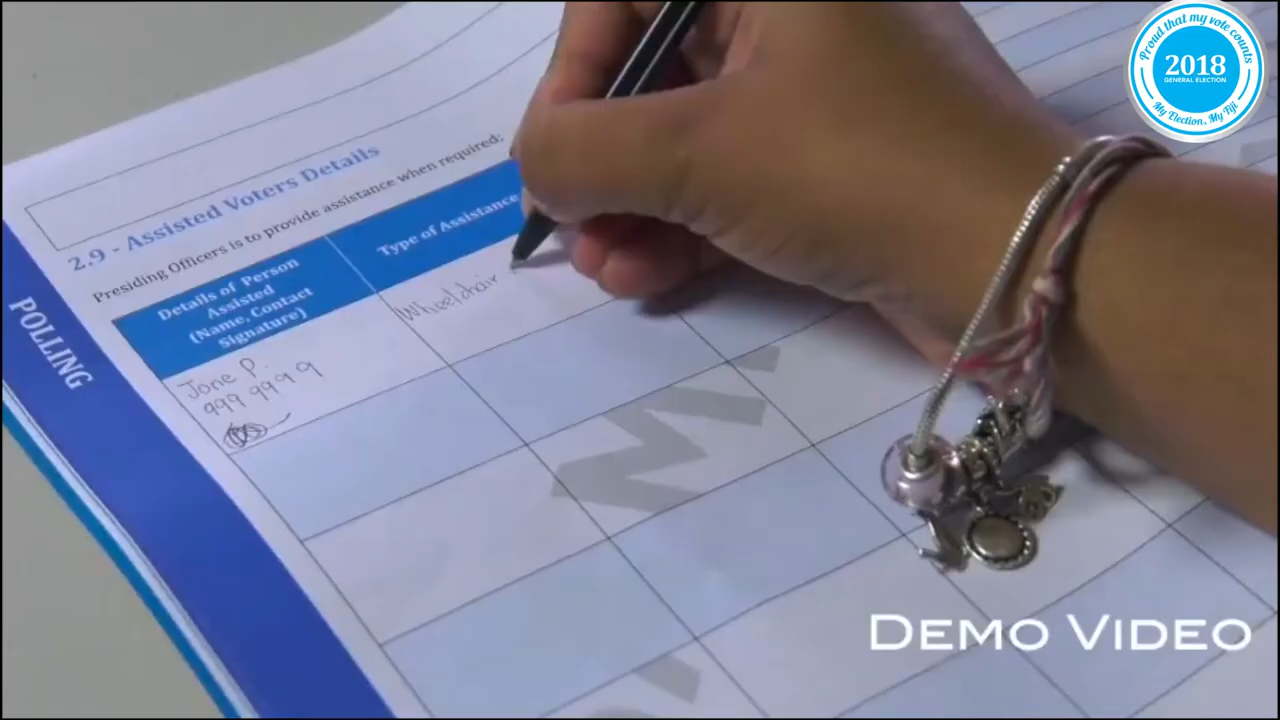 Proud that my vote counts
2018
GENERAL ELECTION
My Election, My Fiji
2.9 - Assisted Voters Details
Presiding Officers is to provide assistance when required;
Details of Person
Assisted
(Name, Contact
Signature)
Type of Assistance
Jone P.
999 9999
Wheelchair
POLLING
DEMO VIDEO